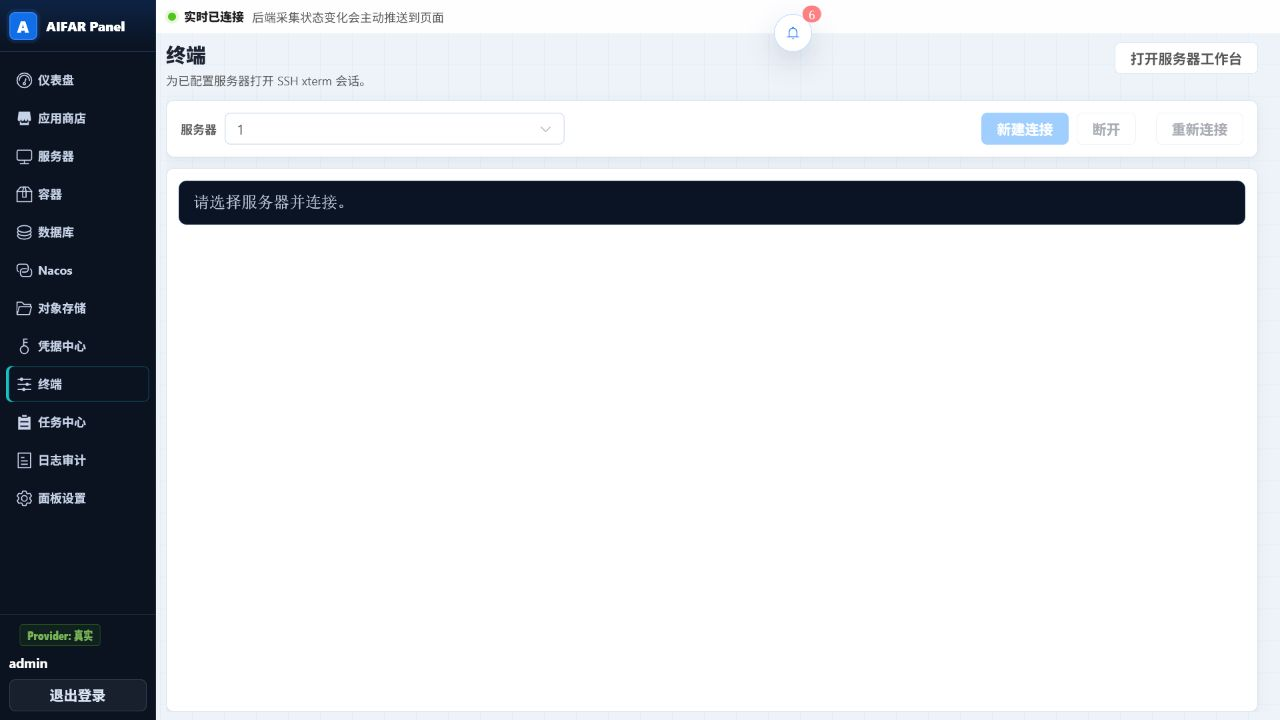 A AIFAR Panel
实时已连接 后端采集状态变化会主动推送到页面
6
仪表盘
应用商店
服务器
容器
数据库
Nacos
对象存储
凭据中心
终端
任务中心
日志审计
面板设置
Provider: 真实
admin
退出登录
终端
为已配置服务器打开 SSH xterm 会话。
打开服务器工作台
服务器 1
新建连接 断开 重新连接
请选择服务器并连接。